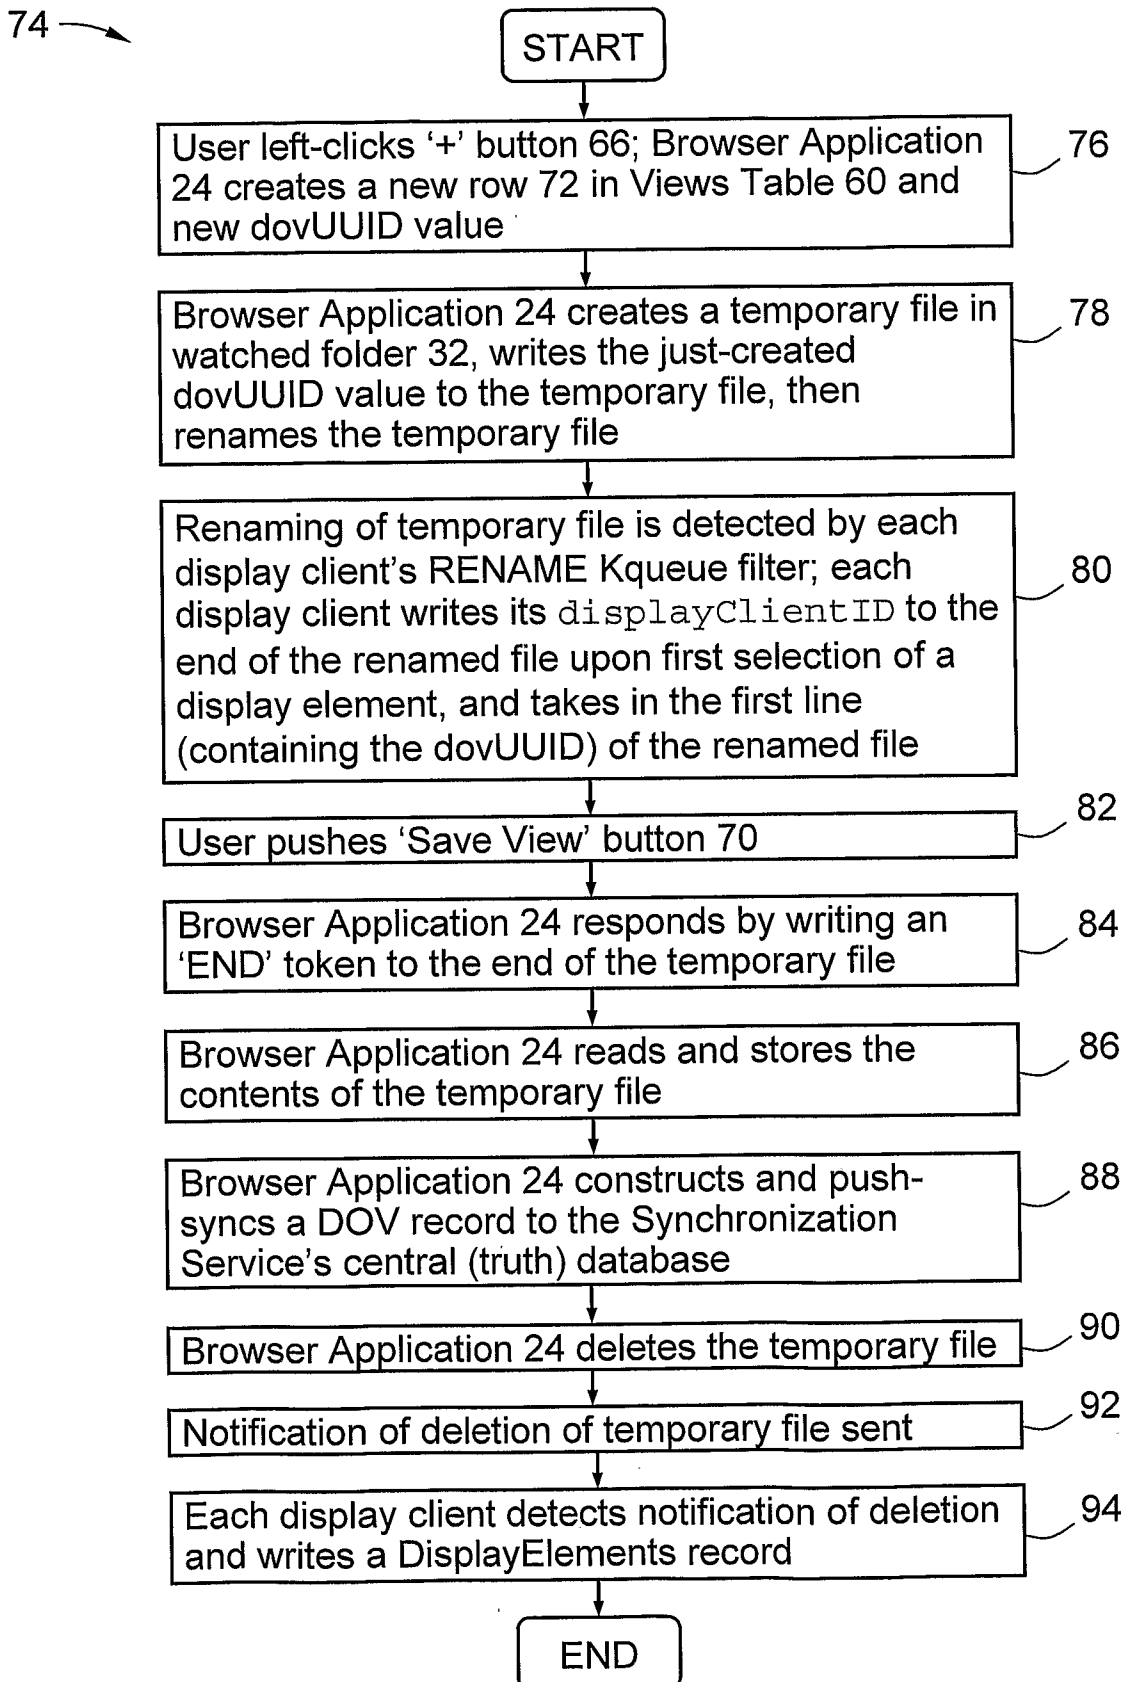 74
START
User left-clicks ‘+’ button 66; Browser Application
24 creates a new row 72 in Views Table 60 and
new dovUUID value
76
Browser Application 24 creates a temporary file in
watched folder 32, writes the just-created
dovUUID value to the temporary file, then
renames the temporary file
78
Renaming of temporary file is detected by each
display client’s RENAME Kqueue filter; each
display client writes its displayClientID to the
end of the renamed file upon first selection of a
display element, and takes in the first line
(containing the dovUUID) of the renamed file
80
User pushes ‘Save View’ button 70
82
Browser Application 24 responds by writing an
‘END’ token to the end of the temporary file
84
Browser Application 24 reads and stores the
contents of the temporary file
86
Browser Application 24 constructs and push-
syncs a DOV record to the Synchronization
Service’s central (truth) database
88
Browser Application 24 deletes the temporary file
90
Notification of deletion of temporary file sent
92
Each display client detects notification of deletion
and writes a DisplayElements record
94
END